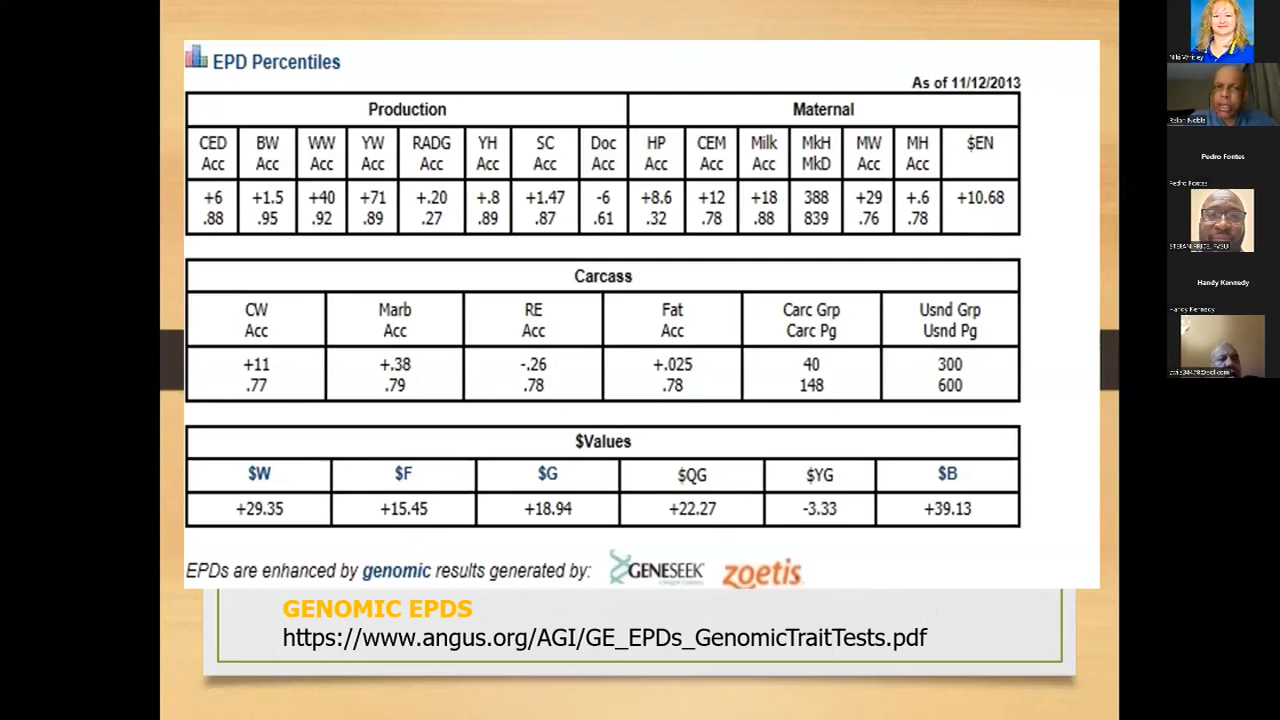 EPD Percentiles
As of 11/12/2013
Production Maternal
CED BW WW YW RADG YH SC Doc HP CEM Milk MkH MW MH $EN
Acc Acc Acc Acc Acc Acc Acc Acc Acc Acc Acc MkD Acc Acc
+6 +1.5 +40 +71 +.20 +.8 +1.47 -6 +8.6 +12 +18 388 +29 +.6 +10.68
.88 .95 .92 .89 .27 .89 .87 .61 .32 .78 .88 839 .76 .78
Carcass
CW Marb RE Fat Carc Grp Usnd Grp
Acc Acc Acc Acc Carc Pg Usnd Pg
+11 +.38 -.26 +.025 40 300
.77 .79 .78 .78 148 600
$Values
$W $F $G $QG $YG $B
+29.35 +15.45 +18.94 +22.27 -3.33 +39.13
EPDs are enhanced by genomic results generated by: GENESEEK zoetis
GENOMIC EPDS
https://www.angus.org/AGI/GE_EPDs_GenomicTraitTests.pdf
Pedro Fontes
Pedro Fontes
Handy Kennedy
Handy Kennedy